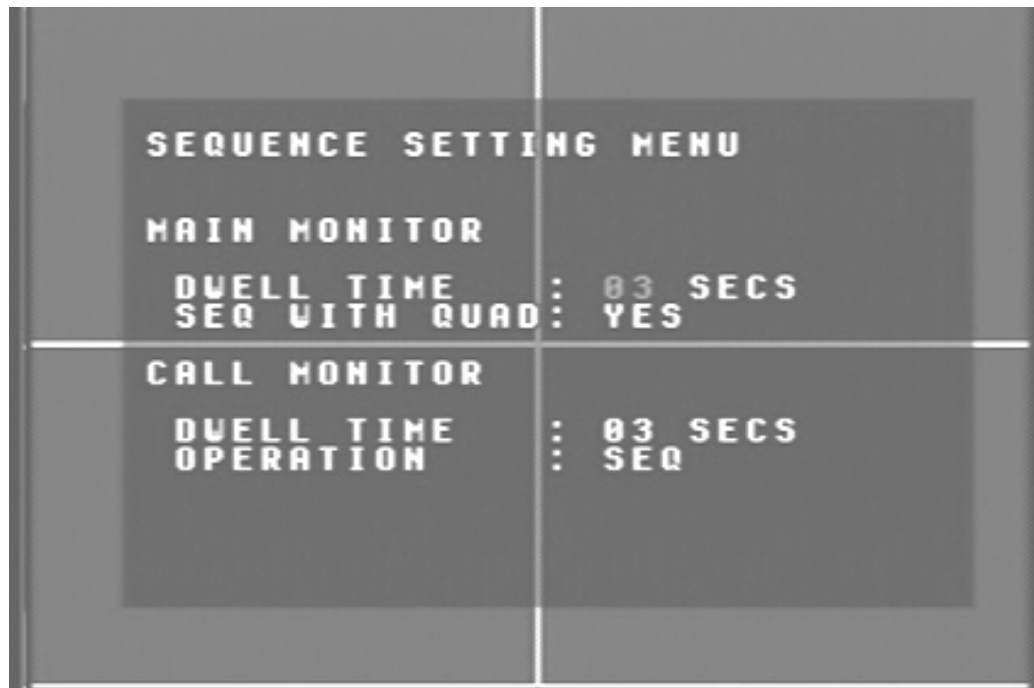 SEQUENCE SETTING MENU
MAIN MONITOR
DWELL TIME : 03 SECS
SEQ WITH QUAD: YES
CALL MONITOR
DWELL TIME : 03 SECS
OPERATION : SEQ